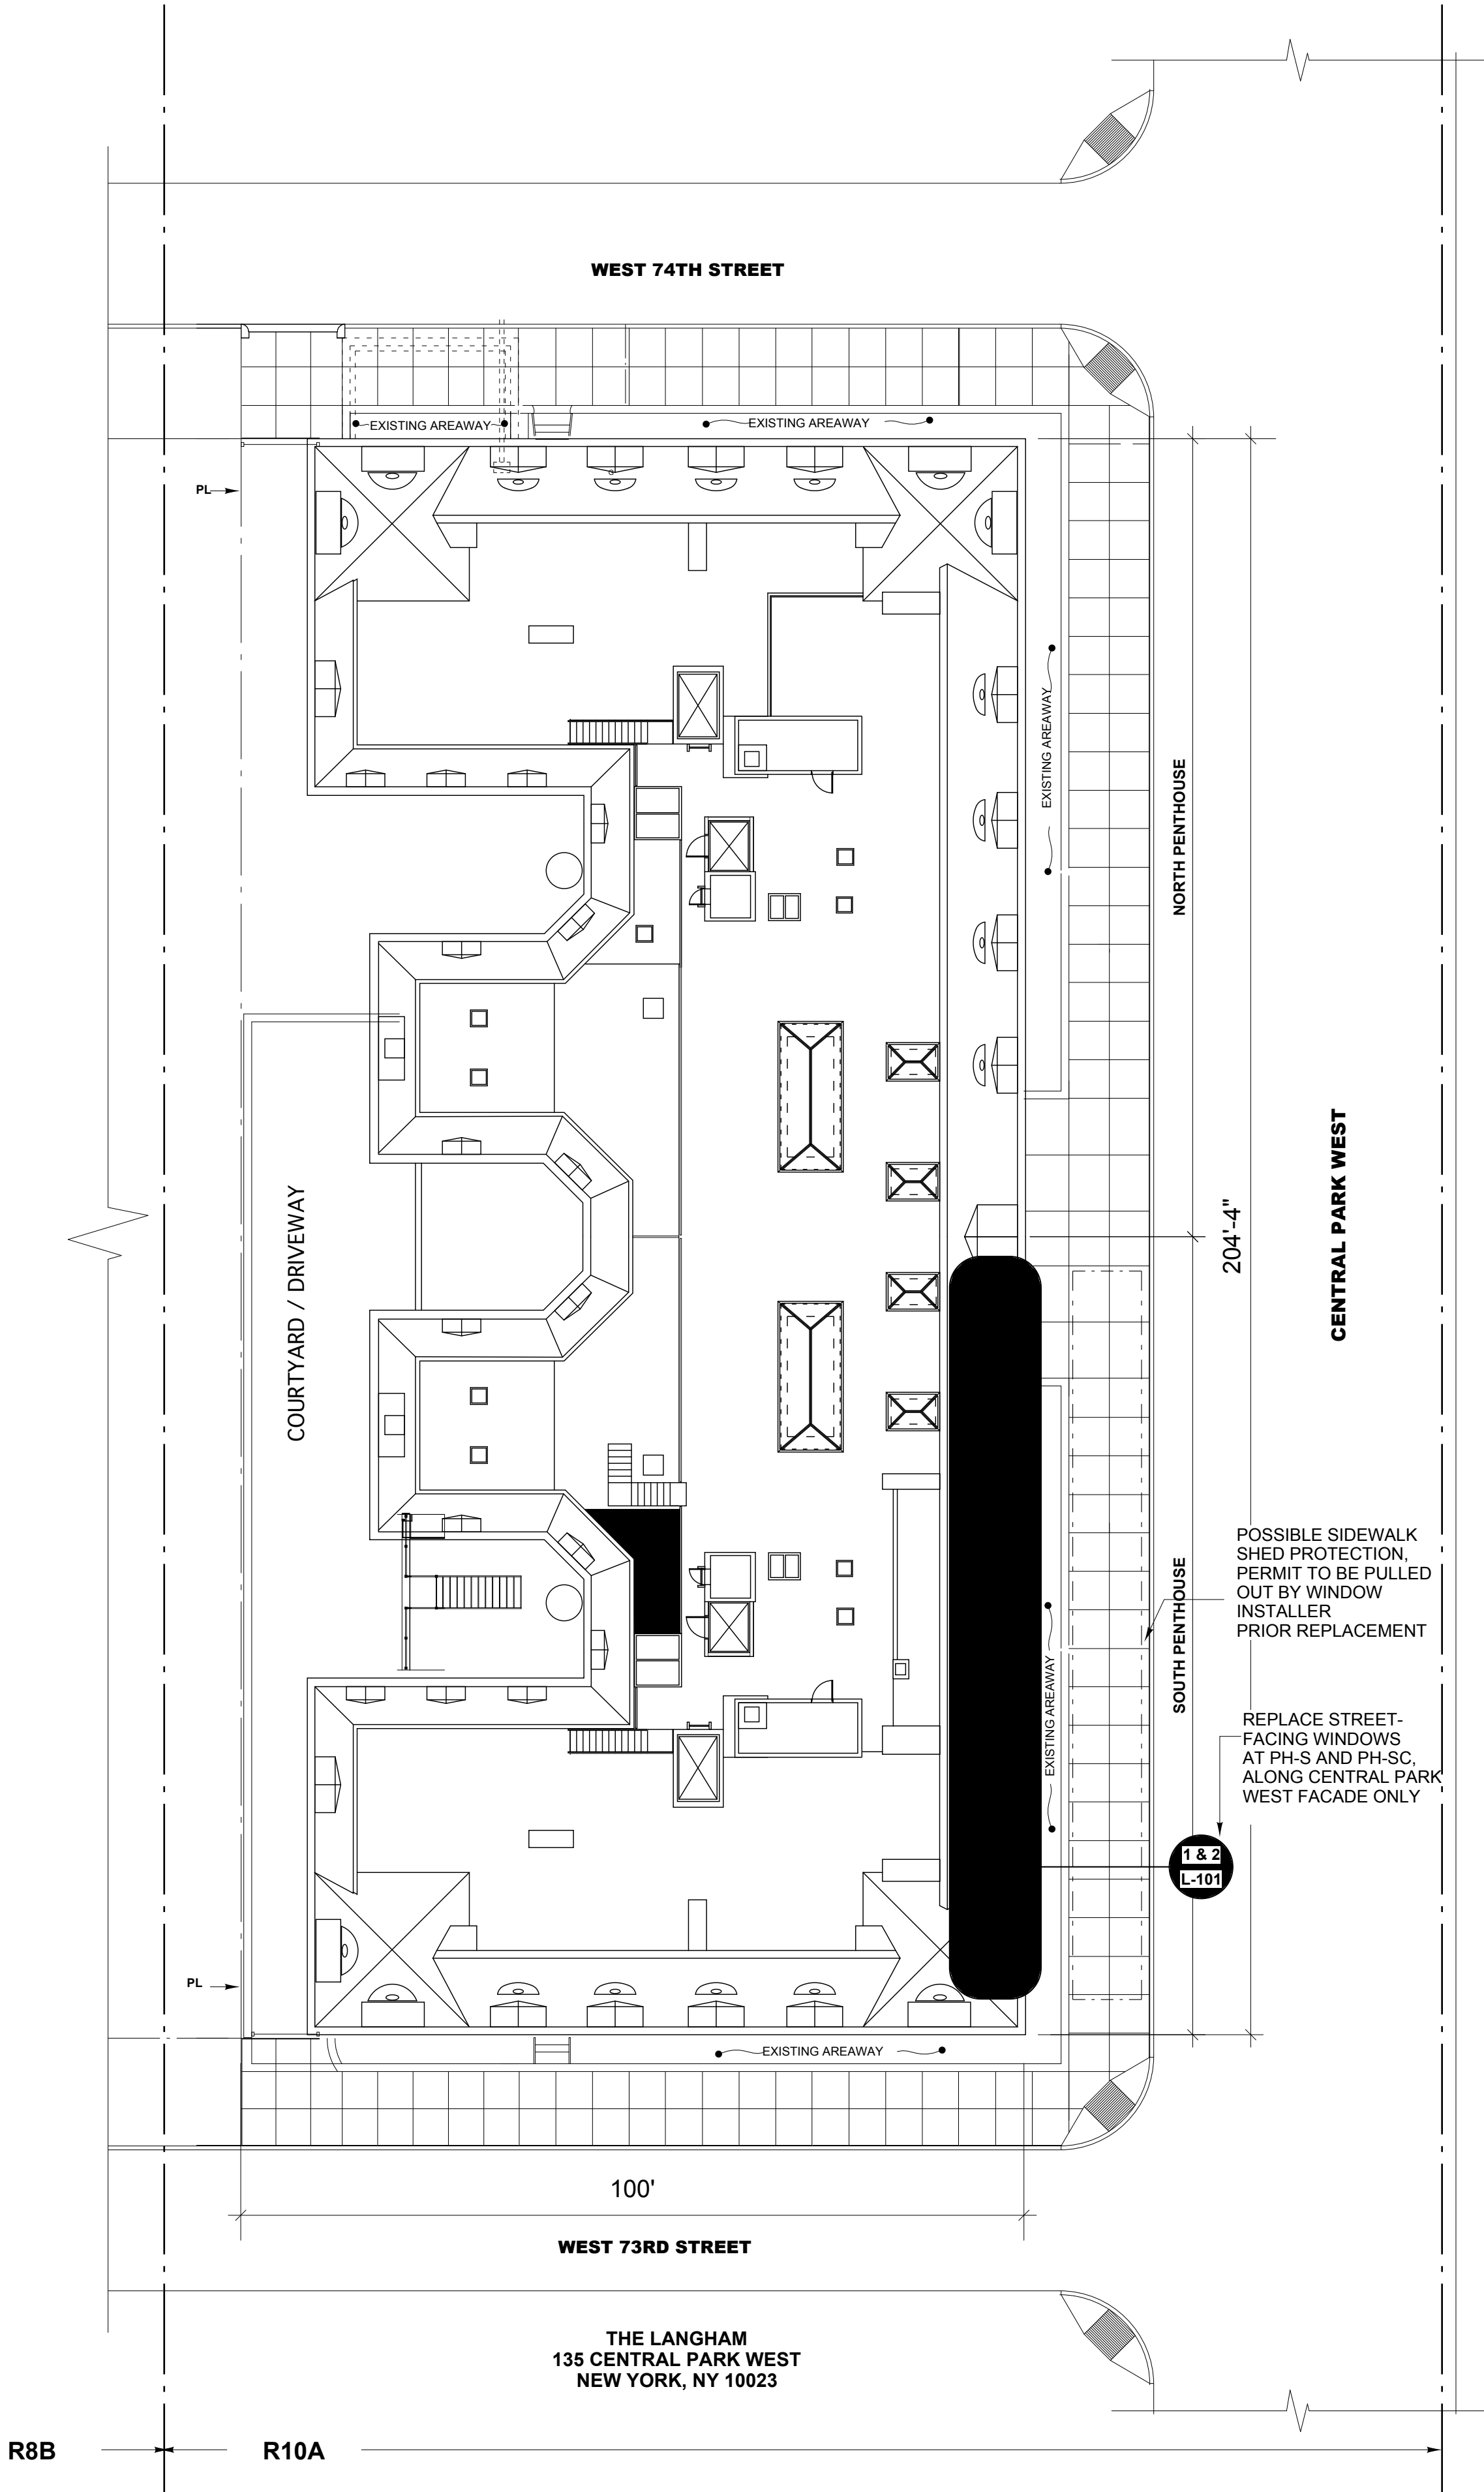 WEST 74TH STREET
EXISTING AREAWAY
EXISTING AREAWAY
PL
EXISTING AREAWAY
NORTH PENTHOUSE
CENTRAL PARK WEST
204'-4"
COURTYARD / DRIVEWAY
POSSIBLE SIDEWALK
SHED PROTECTION,
PERMIT TO BE PULLED
OUT BY WINDOW
INSTALLER
PRIOR REPLACEMENT
SOUTH PENTHOUSE
EXISTING AREAWAY
REPLACE STREET-
FACING WINDOWS
AT PH-S AND PH-SC,
ALONG CENTRAL PARK
WEST FACADE ONLY
1 & 2
L-101
PL
EXISTING AREAWAY
100'
WEST 73RD STREET
THE LANGHAM
135 CENTRAL PARK WEST
NEW YORK, NY 10023
R8B
R10A